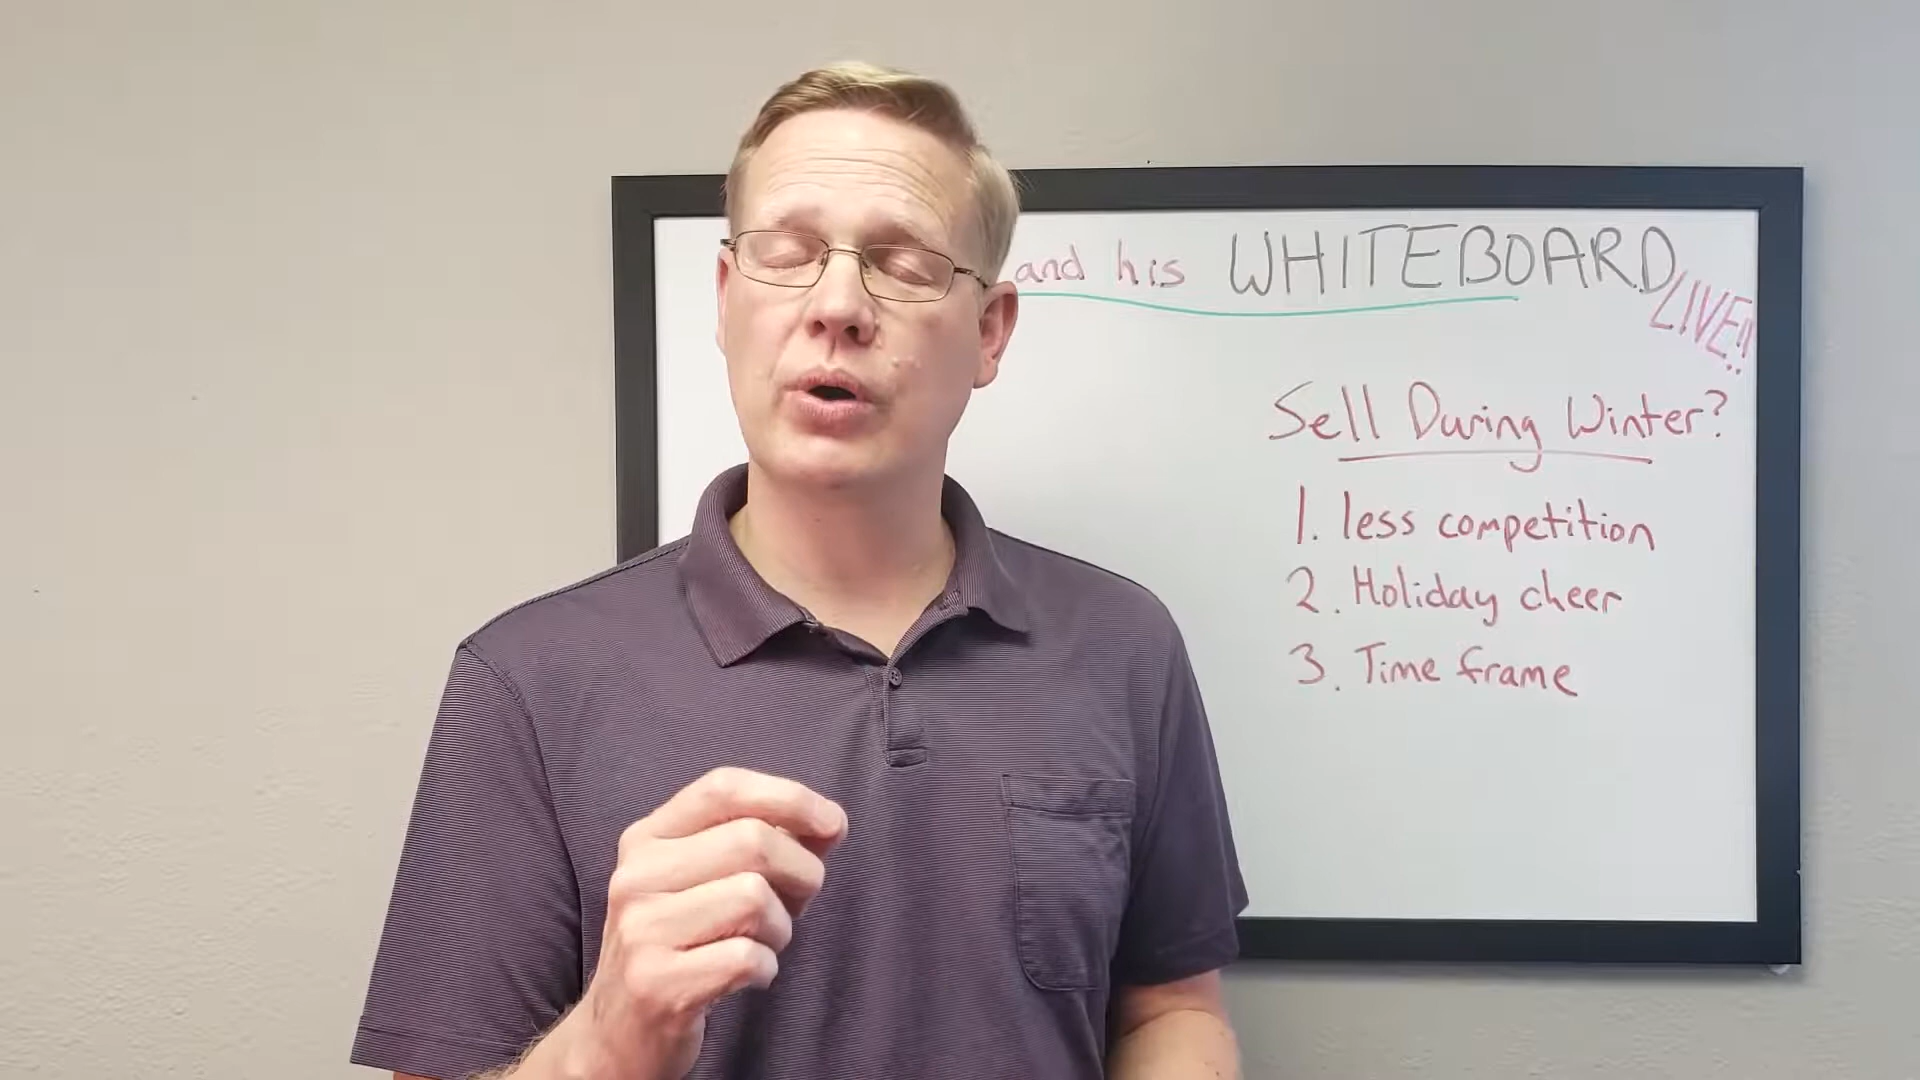 and his WHITEBOARD
LIVE!!
Sell During Winter?
1. less competition
2. Holiday cheer
3. Time frame